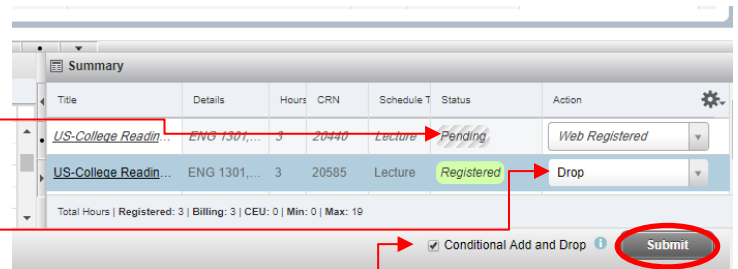 Summary
Title Details Hours CRN Schedule T Status Action
US-College Readin... ENG 1301,... 3 20440 Lecture Pending Web Registered
US-College Readin... ENG 1301,... 3 20585 Lecture Registered Drop
Total Hours | Registered: 3 | Billing: 3 | CEU: 0 | Min: 0 | Max: 19
Conditional Add and Drop Submit